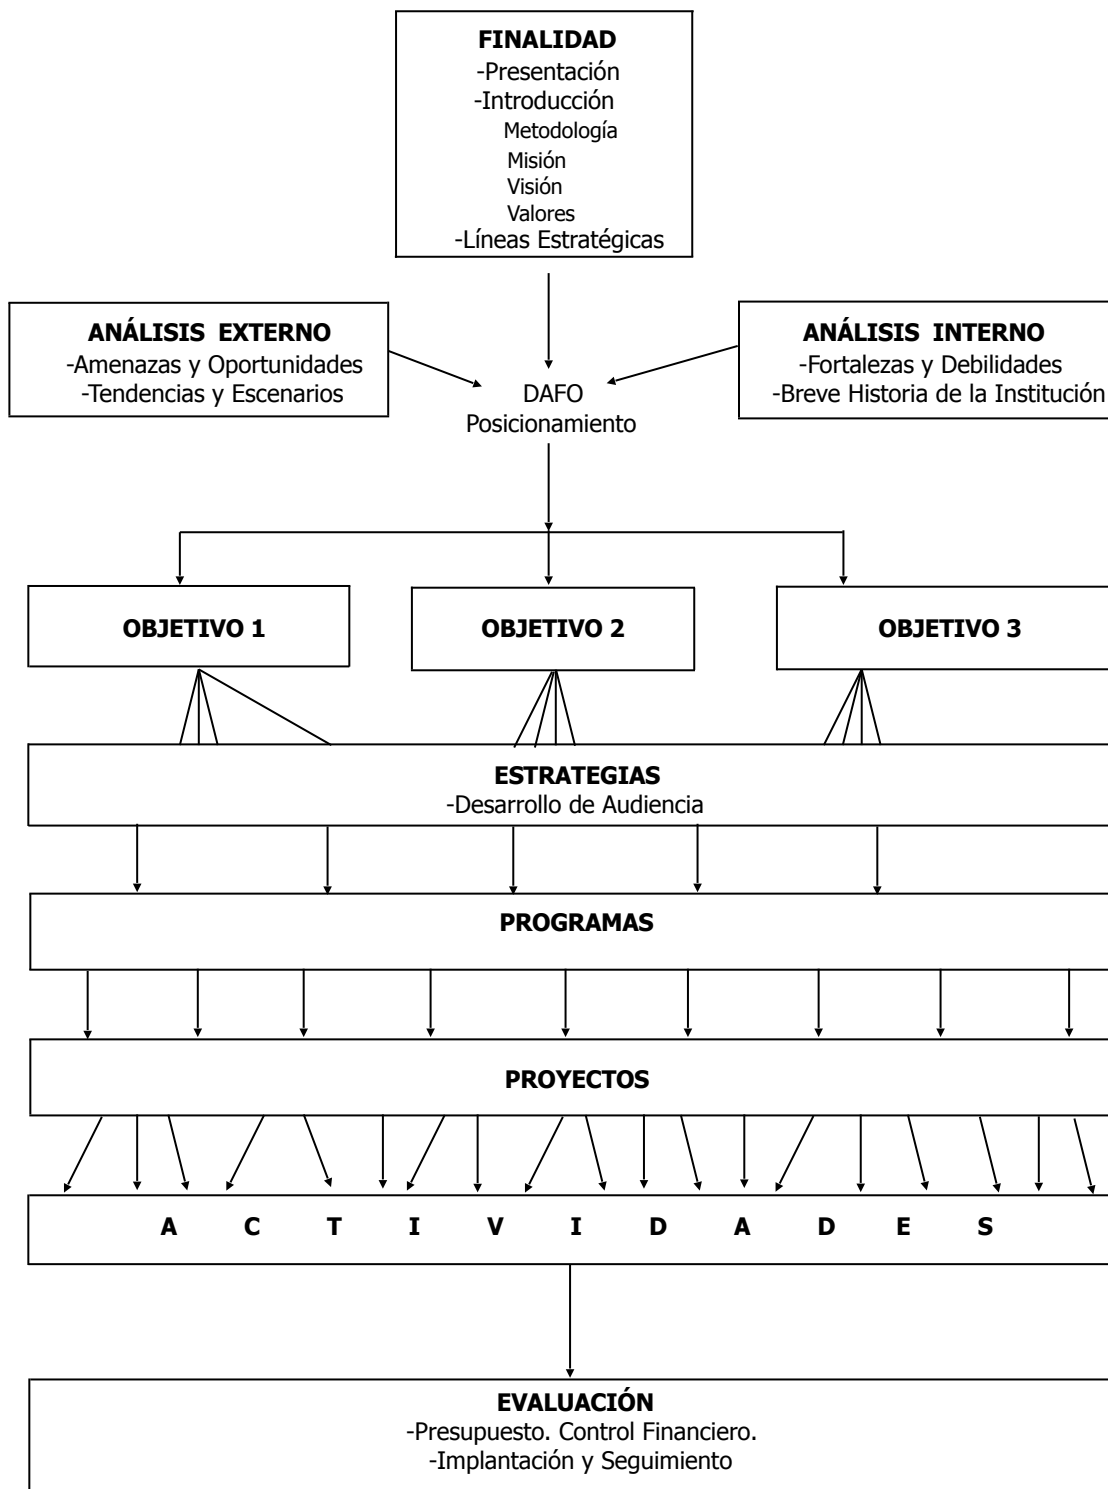 FINALIDAD
-Presentación
-Introducción
Metodología
Misión
Visión
Valores
-Líneas Estratégicas
ANÁLISIS EXTERNO
-Amenazas y Oportunidades
-Tendencias y Escenarios
ANÁLISIS INTERNO
-Fortalezas y Debilidades
-Breve Historia de la Institución
DAFO
Posicionamiento
OBJETIVO 1
OBJETIVO 2
OBJETIVO 3
ESTRATEGIAS
-Desarrollo de Audiencia
PROGRAMAS
PROYECTOS
A C T I V I D A D E S
EVALUACIÓN
-Presupuesto. Control Financiero.
-Implantación y Seguimiento